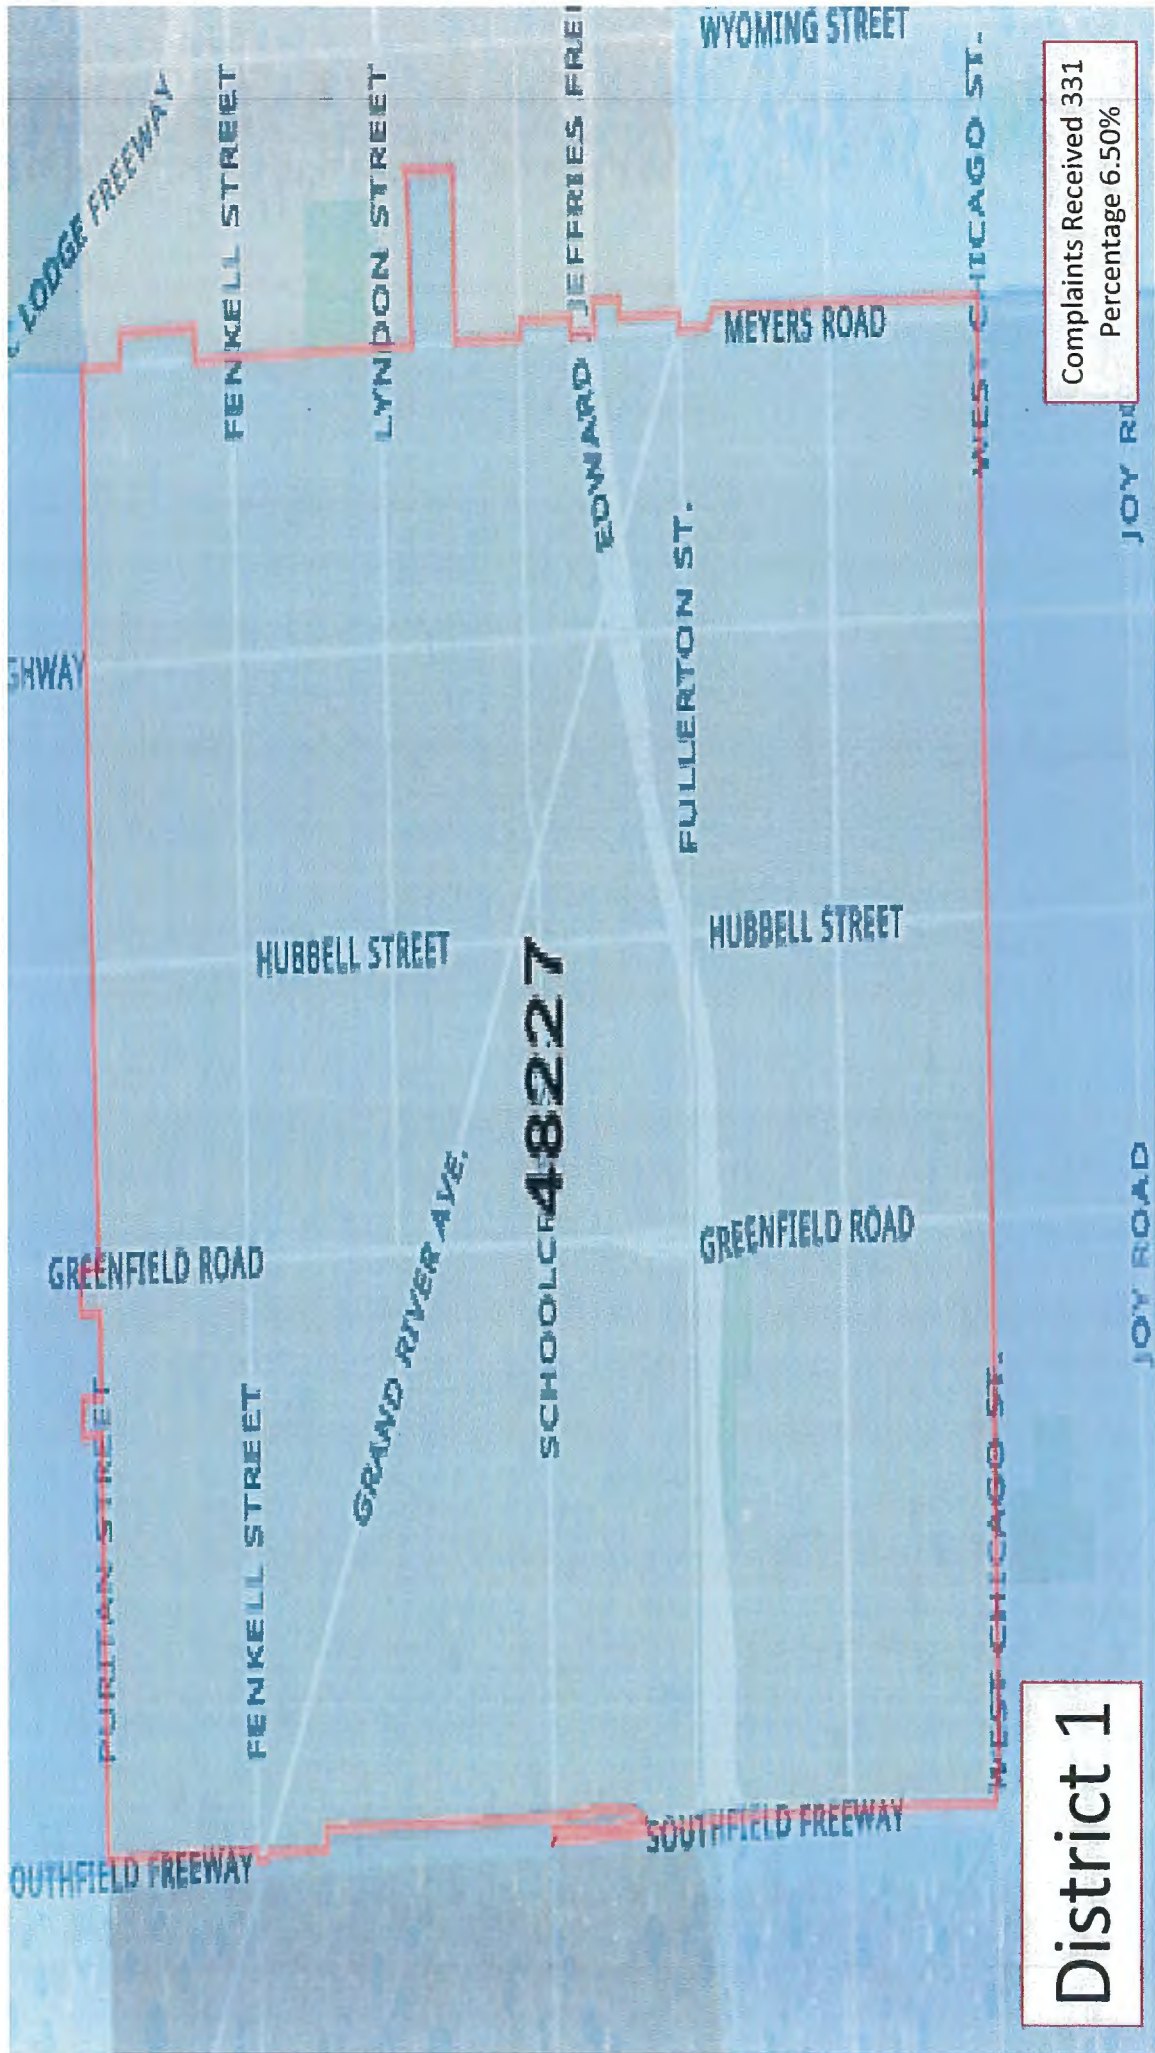 OUTHFIELD FREEWAY
GREENFIELD ROAD
GHWAY
LODGE FREEWAY
PURITAN STREET
FENKELL STREET
FENKELL STREET
HUBBELL STREET
LYNDON STREET
GRAND RIVER AVE.
SCHOOLCR
48227
EDWARD J JEFFRIES FRE
FULLERTON ST.
SOUTHFIELD FREEWAY
GREENFIELD ROAD
HUBBELL STREET
MEYERS ROAD
WYOMING STREET
WEST CHICAGO ST.
WEST CHICAGO ST.
District 1
JOY ROAD
JOY R
Complaints Received 331
Percentage 6.50%